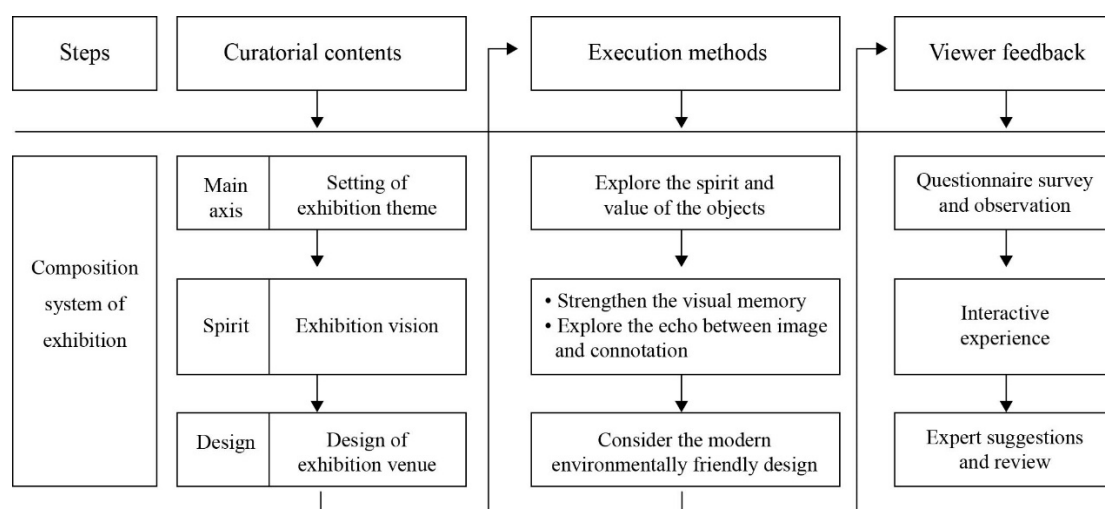 Steps
Curatorial contents
Execution methods
Viewer feedback
Composition
system of
exhibition
Main
axis
Setting of
exhibition theme
Spirit
Exhibition vision
Design
Design of
exhibition venue
Explore the spirit and
value of the objects
• Strengthen the visual memory
• Explore the echo between image
and connotation
Consider the modern
environmentally friendly design
Questionnaire survey
and observation
Interactive
experience
Expert suggestions
and review